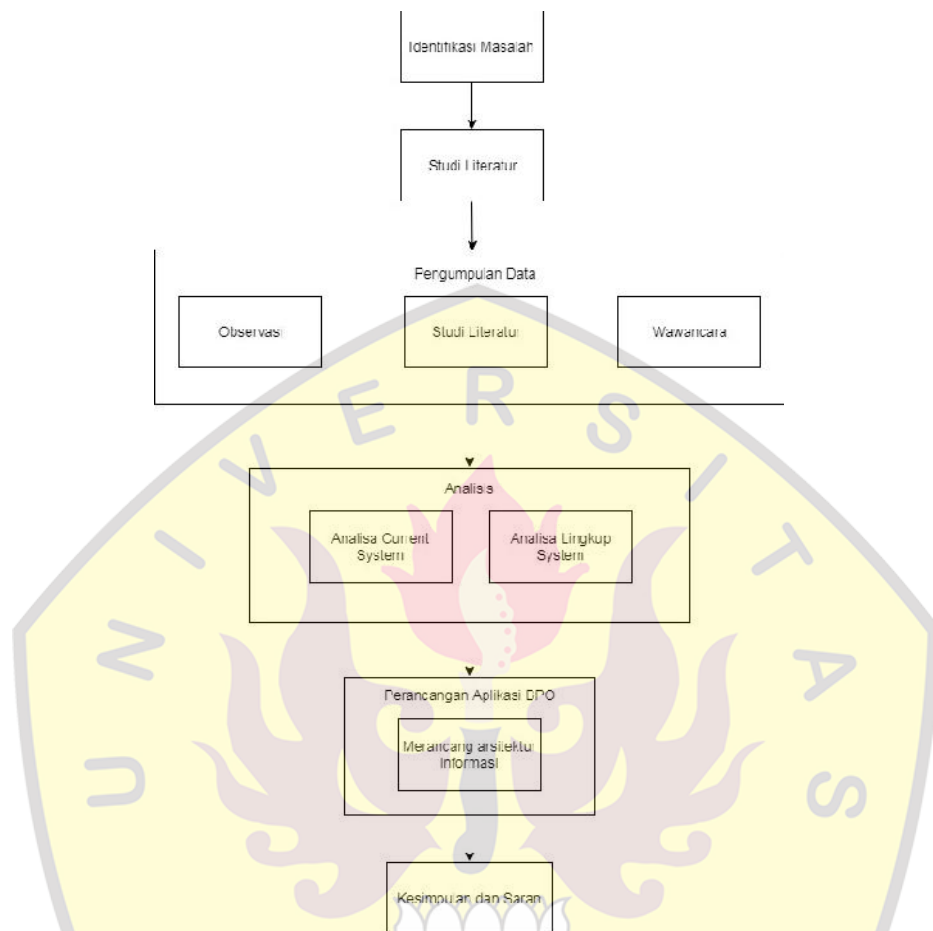 Identifikasi Masalah
Studi Literatur
Pengumpulan Data
Observasi
Studi Literatur
Wawancara
UNIVERSITAS
Analisis
Analisa Current
System
Analisa Lingkup
System
Perancangan Aplikasi DPO
Merancang arsitektur
Informasi
Kesimpulan dan Saran